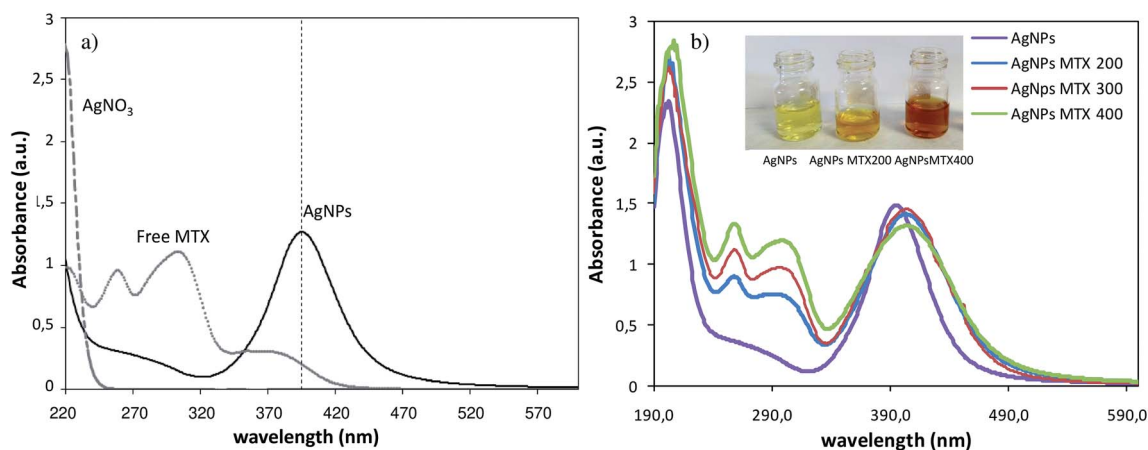 a)
AgNO3
Free MTX
AgNPs
3
2,5
2
1,5
1
0,5
0
Absorbance (a.u.)
220 270 320 370 420 470 520 570
wavelength (nm)
b)
AgNPs
AgNPs MTX 200
AgNps MTX 300
AgNPs MTX 400
AgNPs AgNPs MTX200 AgNPsMTX400
3
2,5
2
1,5
1
0,5
0
Absorbance (a.u.)
190,0 290,0 390,0 490,0 590,0
wavelength (nm)